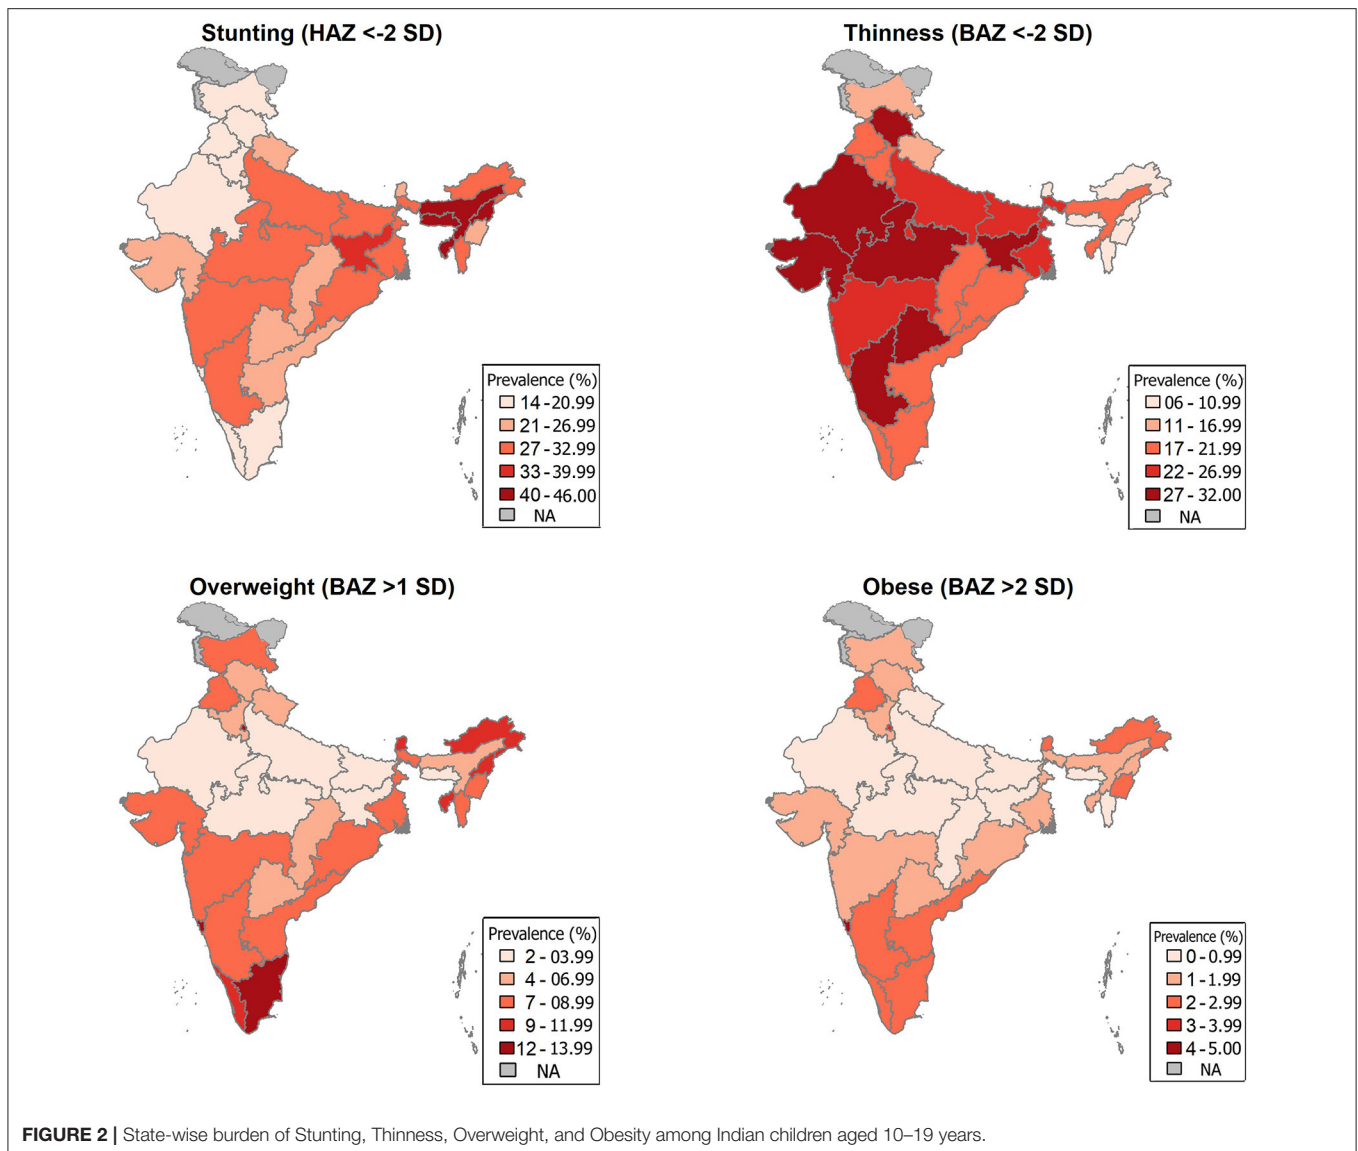 Stunting (HAZ <-2 SD)
Thinness (BAZ <-2 SD)
Prevalence (%)
14 - 20.99
21 - 26.99
27 - 32.99
33 - 39.99
40 - 46.00
NA
Prevalence (%)
06 - 10.99
11 - 16.99
17 - 21.99
22 - 26.99
27 - 32.00
NA
Overweight (BAZ >1 SD)
Obese (BAZ >2 SD)
Prevalence (%)
2 - 03.99
4 - 06.99
7 - 08.99
9 - 11.99
12 - 13.99
NA
Prevalence (%)
0 - 0.99
1 - 1.99
2 - 2.99
3 - 3.99
4 - 5.00
NA
FIGURE 2 | State-wise burden of Stunting, Thinness, Overweight, and Obesity among Indian children aged 10–19 years.